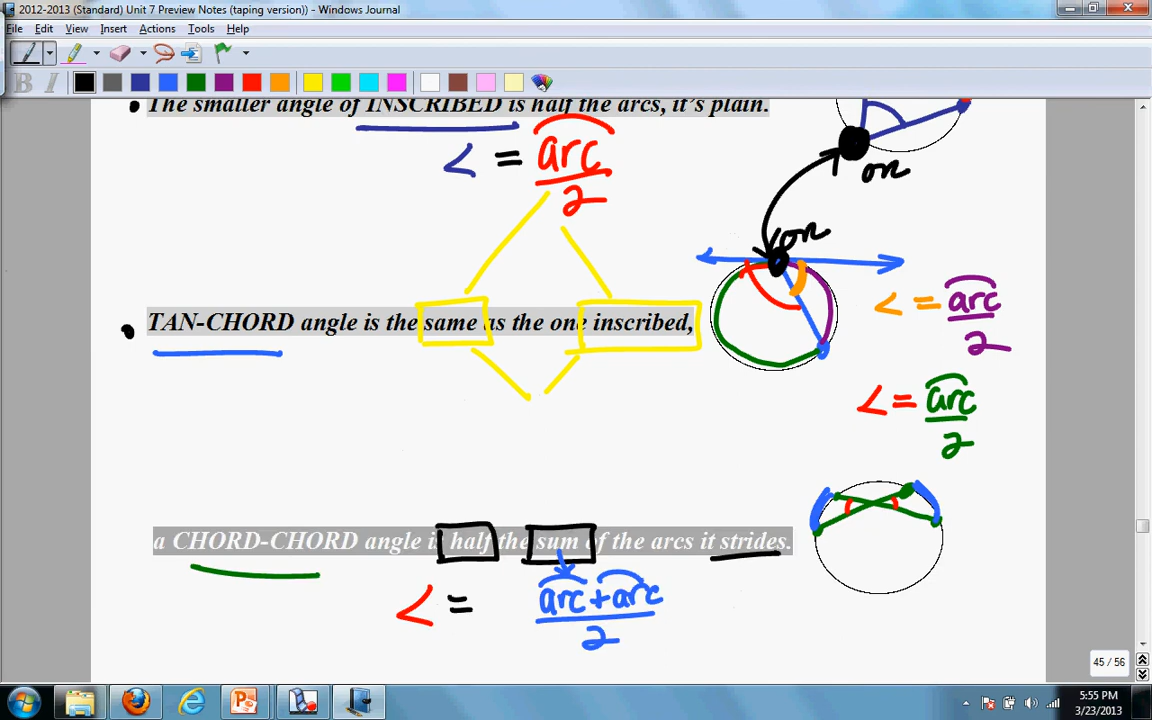 2012-2013 (Standard) Unit 7 Preview Notes (taping version)) - Windows Journal
File Edit View Insert Actions Tools Help
B I
The smaller angle of INSCRIBED is half the arcs, it's plain.
∠ = arc/2
on
on
TAN-CHORD angle is the same as the one inscribed,
∠ = arc/2
∠ = arc/2
a CHORD-CHORD angle is half the sum of the arcs it strides.
∠ = arc + arc/2
45 / 56
5:55 PM
3/23/2013